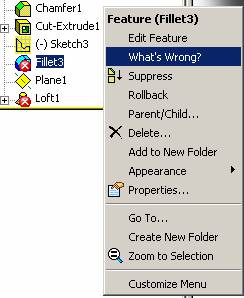 Chamfer1
Cut-Extrude1
(-) Sketch3
Fillet3
Plane1
Loft1
Feature (Fillet3)
Edit Feature
What's Wrong?
Suppress
Rollback
Parent/Child...
Delete...
Add to New Folder
Appearance
Properties...
Go To...
Create New Folder
Zoom to Selection
Customize Menu